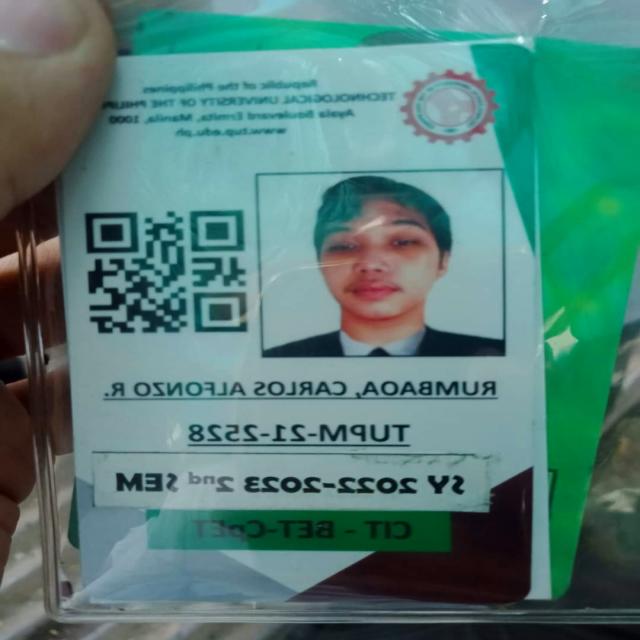 Republic of the Philippines
TECHNOLOGICAL UNIVERSITY OF THE PHILIP
Ayala Boulevard Ermita, Manila, 1000
www.tup.edu.ph
RUMBAOA, CARLOS ALFONZO R.
TUPM-21-2528
SY 2022-2023 2nd SEM
CIT - BET-CpET